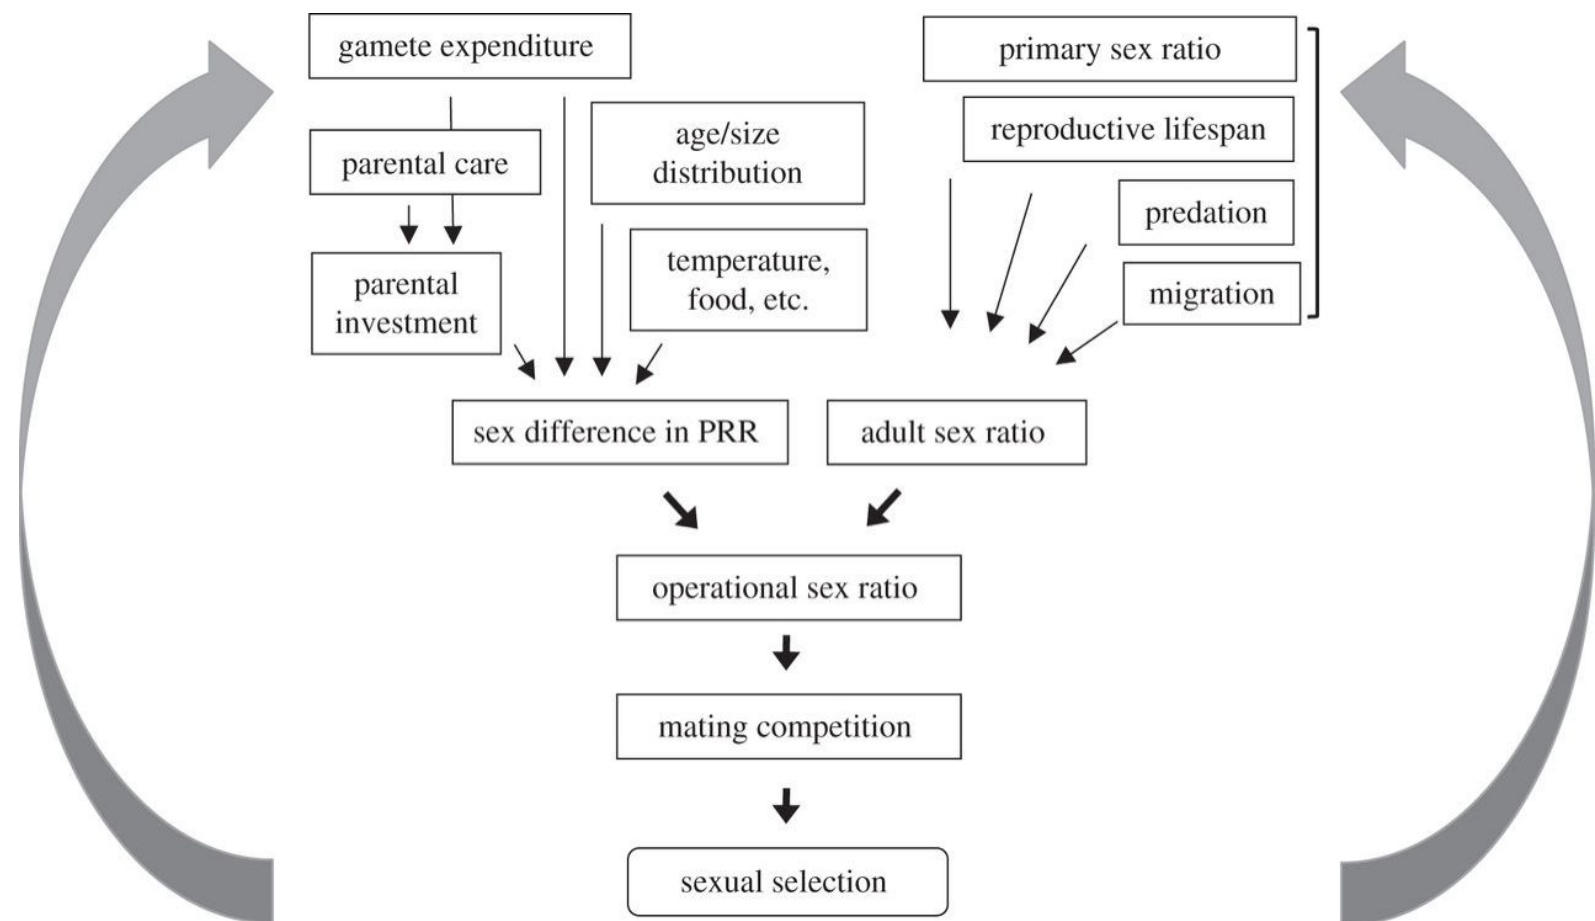 gamete expenditure
parental care
parental
investment
age/size
distribution
temperature,
food, etc.
primary sex ratio
reproductive lifespan
predation
migration
sex difference in PRR
adult sex ratio
operational sex ratio
mating competition
sexual selection